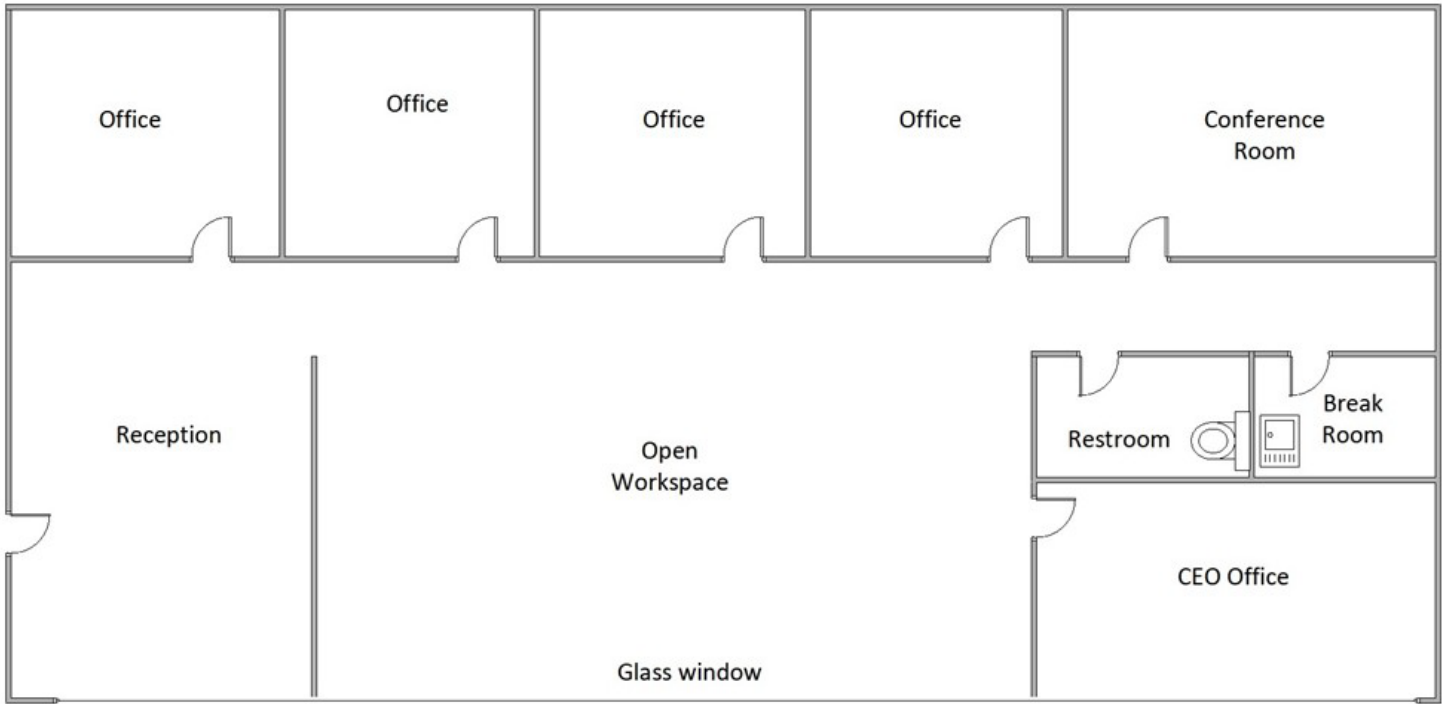 Office
Office
Office
Office
Conference
Room
Reception
Open
Workspace
Restroom
Break
Room
CEO Office
Glass window